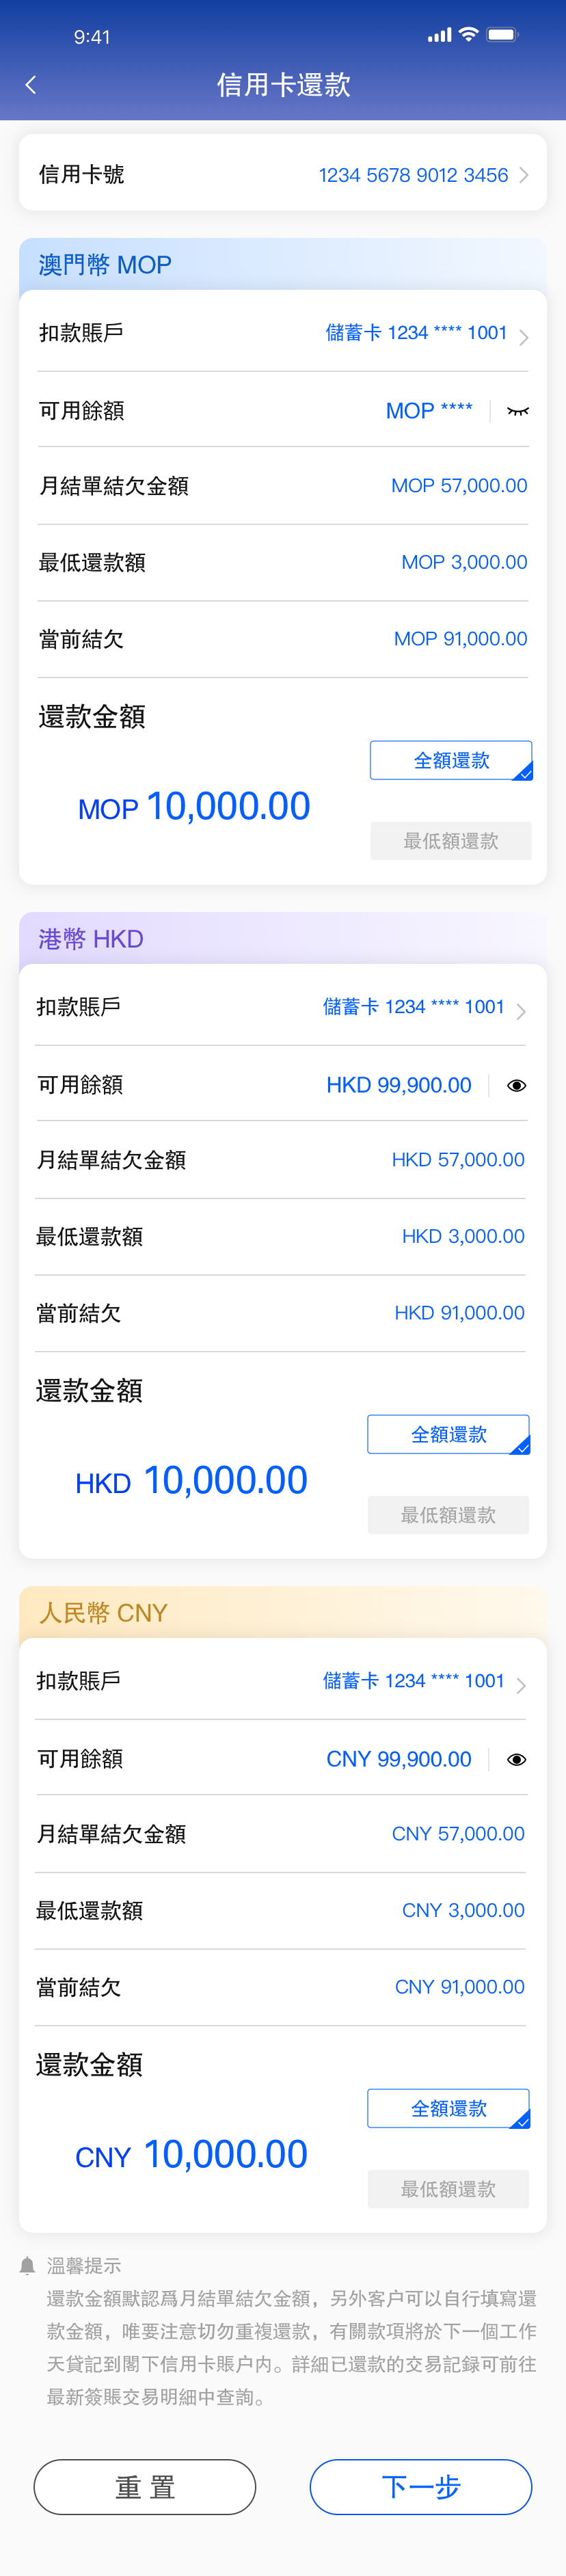 9:41
信用卡還款
信用卡號 1234 5678 9012 3456
澳門幣 MOP
扣款賬戶 儲蓄卡 1234 **** 1001
可用餘額 MOP ****
月結單結欠金額 MOP 57,000.00
最低還款額 MOP 3,000.00
當前結欠 MOP 91,000.00
還款金額
全額還款
MOP 10,000.00
最低額還款
港幣 HKD
扣款賬戶 儲蓄卡 1234 **** 1001
可用餘額 HKD 99,900.00
月結單結欠金額 HKD 57,000.00
最低還款額 HKD 3,000.00
當前結欠 HKD 91,000.00
還款金額
全額還款
HKD 10,000.00
最低額還款
人民幣 CNY
扣款賬戶 儲蓄卡 1234 **** 1001
可用餘額 CNY 99,900.00
月結單結欠金額 CNY 57,000.00
最低還款額 CNY 3,000.00
當前結欠 CNY 91,000.00
還款金額
全額還款
CNY 10,000.00
最低額還款
溫馨提示
還款金額默認爲月結單結欠金額，另外客户可以自行填寫還
款金額，唯要注意切勿重複還款，有關款項將於下一個工作
天貸記到閣下信用卡賬户内。詳細已還款的交易記録可前往
最新簽賬交易明細中查詢。
重 置 下一步